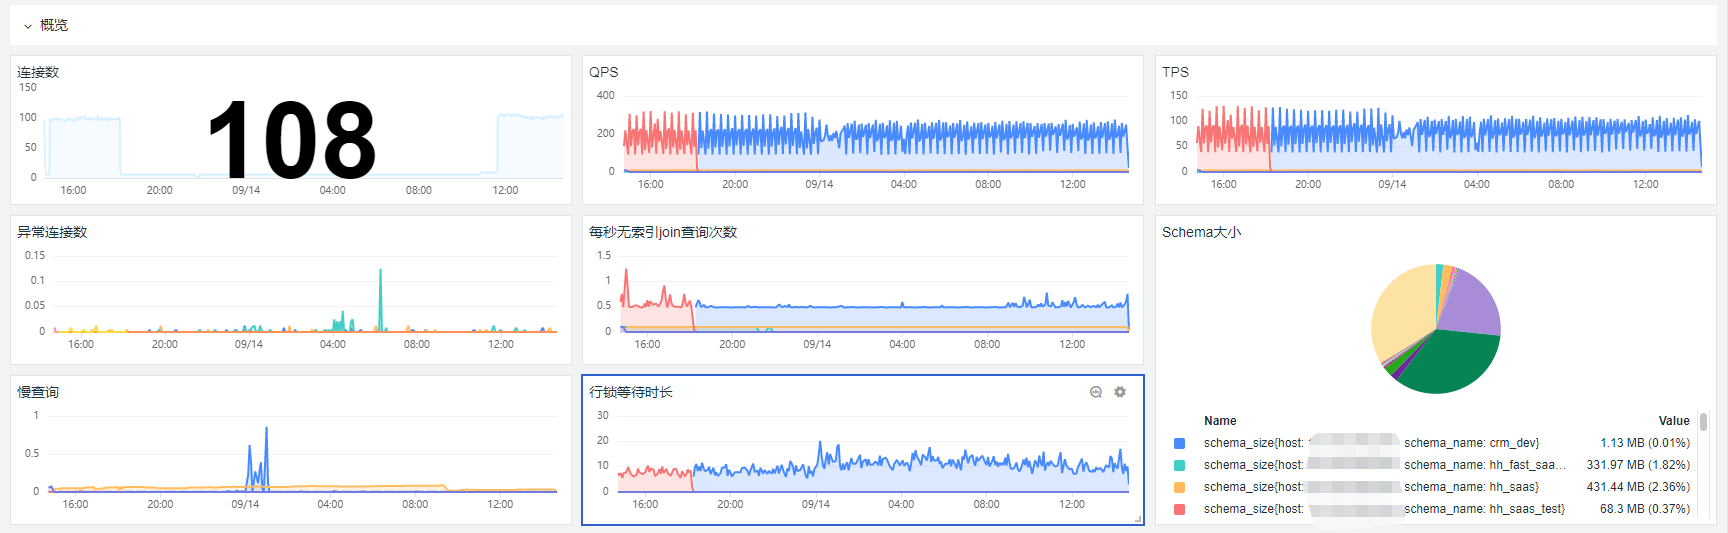 概览
连接数
150
100
50
0
108
16:00 20:00 09/14 04:00 08:00 12:00
QPS
400
200
0
16:00 20:00 09/14 04:00 08:00 12:00
TPS
150
100
50
0
16:00 20:00 09/14 04:00 08:00 12:00
异常连接数
0.15
0.1
0.05
0
16:00 20:00 09/14 04:00 08:00 12:00
每秒无索引join查询次数
1.5
1
0.5
0
16:00 20:00 09/14 04:00 08:00 12:00
慢查询
1
0.5
0
16:00 20:00 09/14 04:00 08:00 12:00
行锁等待时长
30
20
10
0
16:00 20:00 09/14 04:00 08:00 12:00
Schema大小
Name Value
schema_size{host: schema_name: crm_dev} 1.13 MB (0.01%)
schema_size{host: schema_name: hh_fast_saa... 331.97 MB (1.82%)
schema_size{host: schema_name: hh_saas} 431.44 MB (2.36%)
schema_size{host: schema_name: hh_saas_test} 68.3 MB (0.37%)